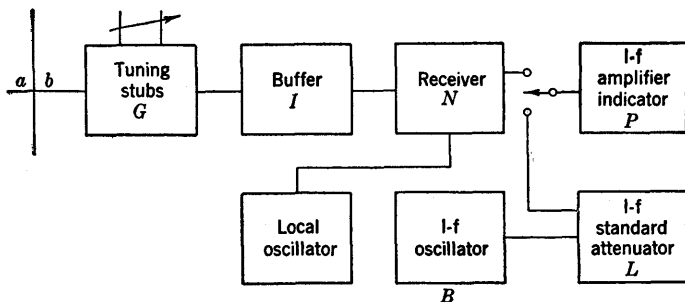 a b
Tuning
stubs
G
Buffer
I
Receiver
N
I-f
amplifier
indicator
P
Local
oscillator
I-f
oscillator
B
I-f
standard
attenuator
L